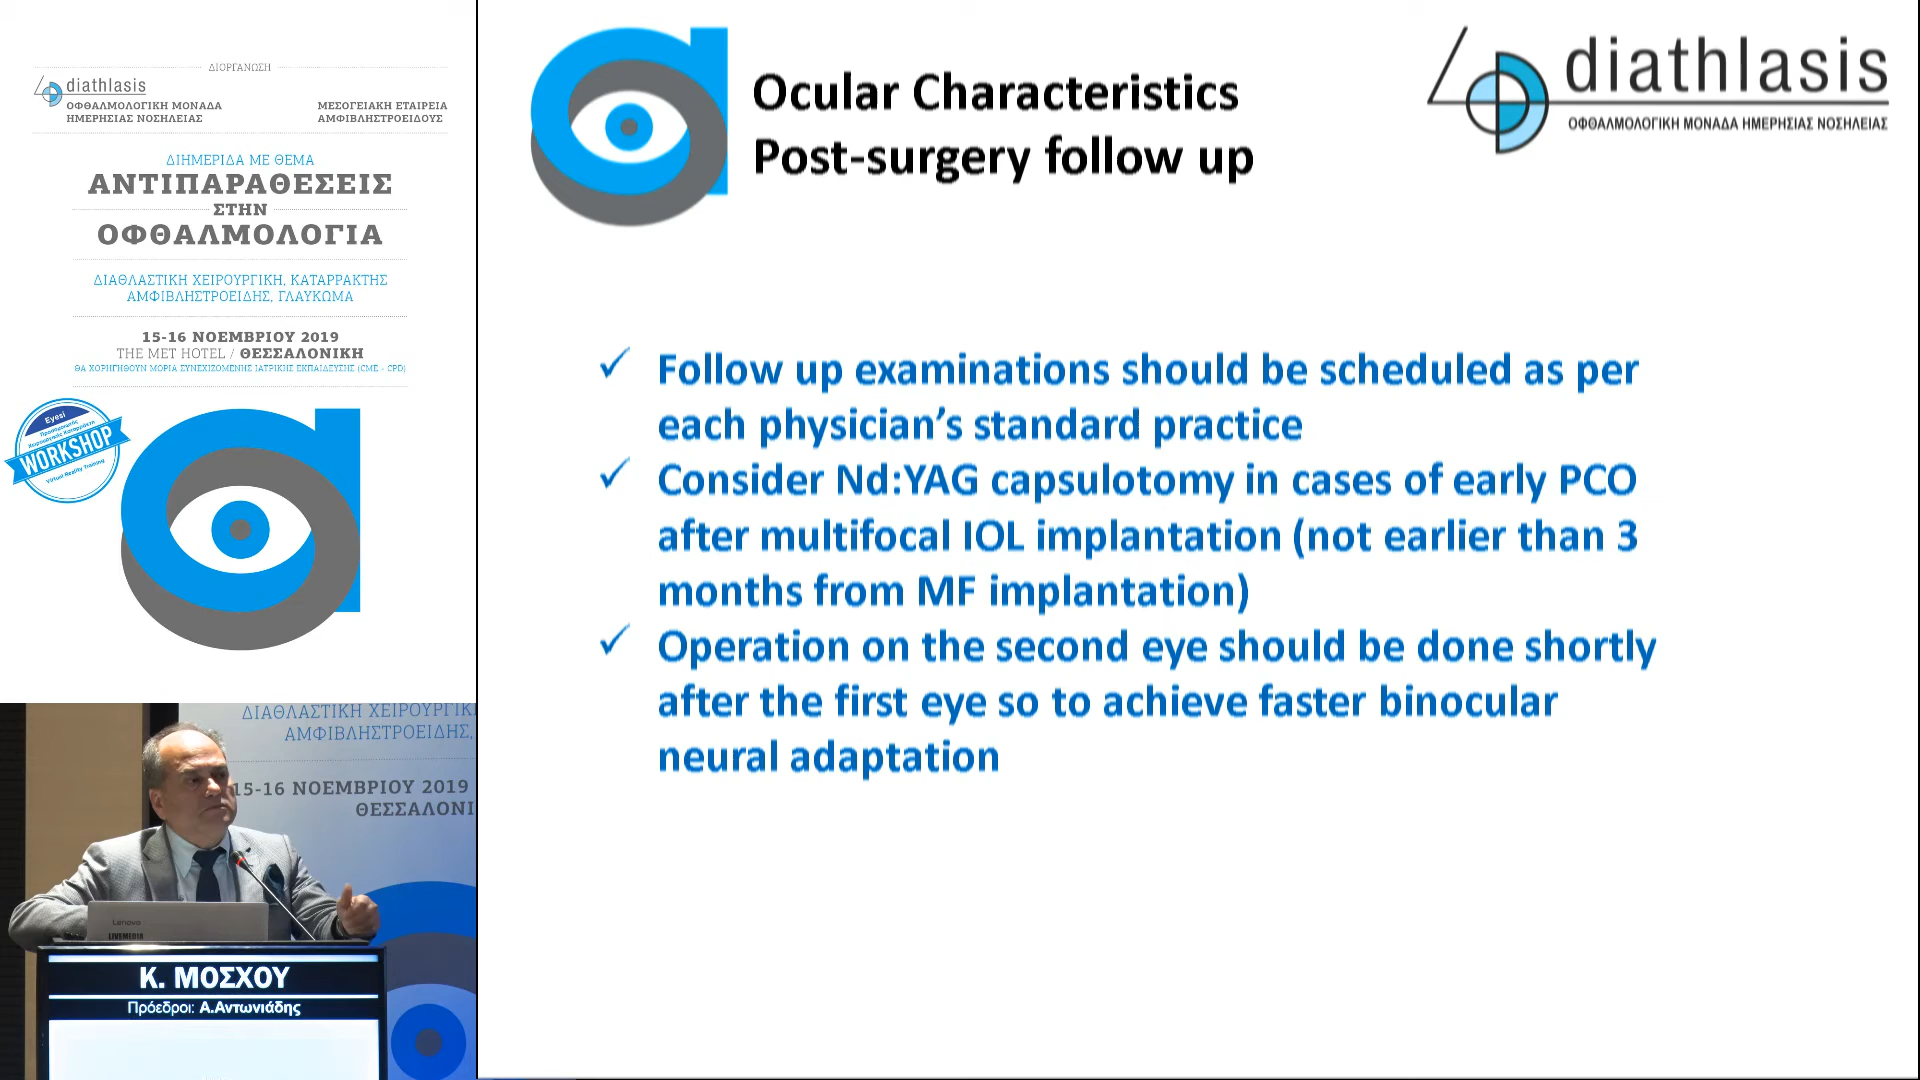 ΔΙΟΡΓΑΝΩΣΗ
diathlasis
ΟΦΘΑΛΜΟΛΟΓΙΚΗ ΜΟΝΑΔΑ
ΗΜΕΡΗΣΙΑΣ ΝΟΣΗΛΕΙΑΣ
ΜΕΣΟΓΕΙΑΚΗ ΕΤΑΙΡΕΙΑ
ΑΜΦΙΒΛΗΣΤΡΟΕΙΔΟΥΣ
ΔΙΗΜΕΡΙΔΑ ΜΕ ΘΕΜΑ
ΑΝΤΙΠΑΡΑΘΕΣΕΙΣ
ΣΤΗΝ
ΟΦΘΑΛΜΟΛΟΓΙΑ
ΔΙΑΘΛΑΣΤΙΚΗ ΧΕΙΡΟΥΡΓΙΚΗ, ΚΑΤΑΡΡΑΚΤΗΣ
ΑΜΦΙΒΛΗΣΤΡΟΕΙΔΗΣ, ΓΛΑΥΚΩΜΑ
15-16 ΝΟΕΜΒΡΙΟΥ 2019
THE MET HOTEL / ΘΕΣΣΑΛΟΝΙΚΗ
ΘΑ ΧΟΡΗΓΗΘΟΥΝ ΜΟΡΙΑ ΣΥΝΕΧΙΖΟΜΕΝΗΣ ΙΑΤΡΙΚΗΣ ΕΚΠΑΙΔΕΥΣΗΣ (CME - CPD)
Eyesi
WORKSHOP
Virtual Reality Training
Ocular Characteristics
Post-surgery follow up
diathlasis
ΟΦΘΑΛΜΟΛΟΓΙΚΗ ΜΟΝΑΔΑ ΗΜΕΡΗΣΙΑΣ ΝΟΣΗΛΕΙΑΣ
✓ Follow up examinations should be scheduled as per
each physician’s standard practice
✓ Consider Nd:YAG capsulotomy in cases of early PCO
after multifocal IOL implantation (not earlier than 3
months from MF implantation)
✓ Operation on the second eye should be done shortly
after the first eye so to achieve faster binocular
neural adaptation
ΔΙΑΘΛΑΣΤΙΚΗ ΧΕΙΡΟΥΡΓΙΚ
ΑΜΦΙΒΛΗΣΤΡΟΕΙΔΗΣ,
15-16 ΝΟΕΜΒΡΙΟΥ 2019
ΘΕΣΣΑΛΟΝΙ
Lenovo
LIVEMEDIA
Κ. ΜΟΣΧΟΥ
Πρόεδροι: Α.Αντωνιάδης